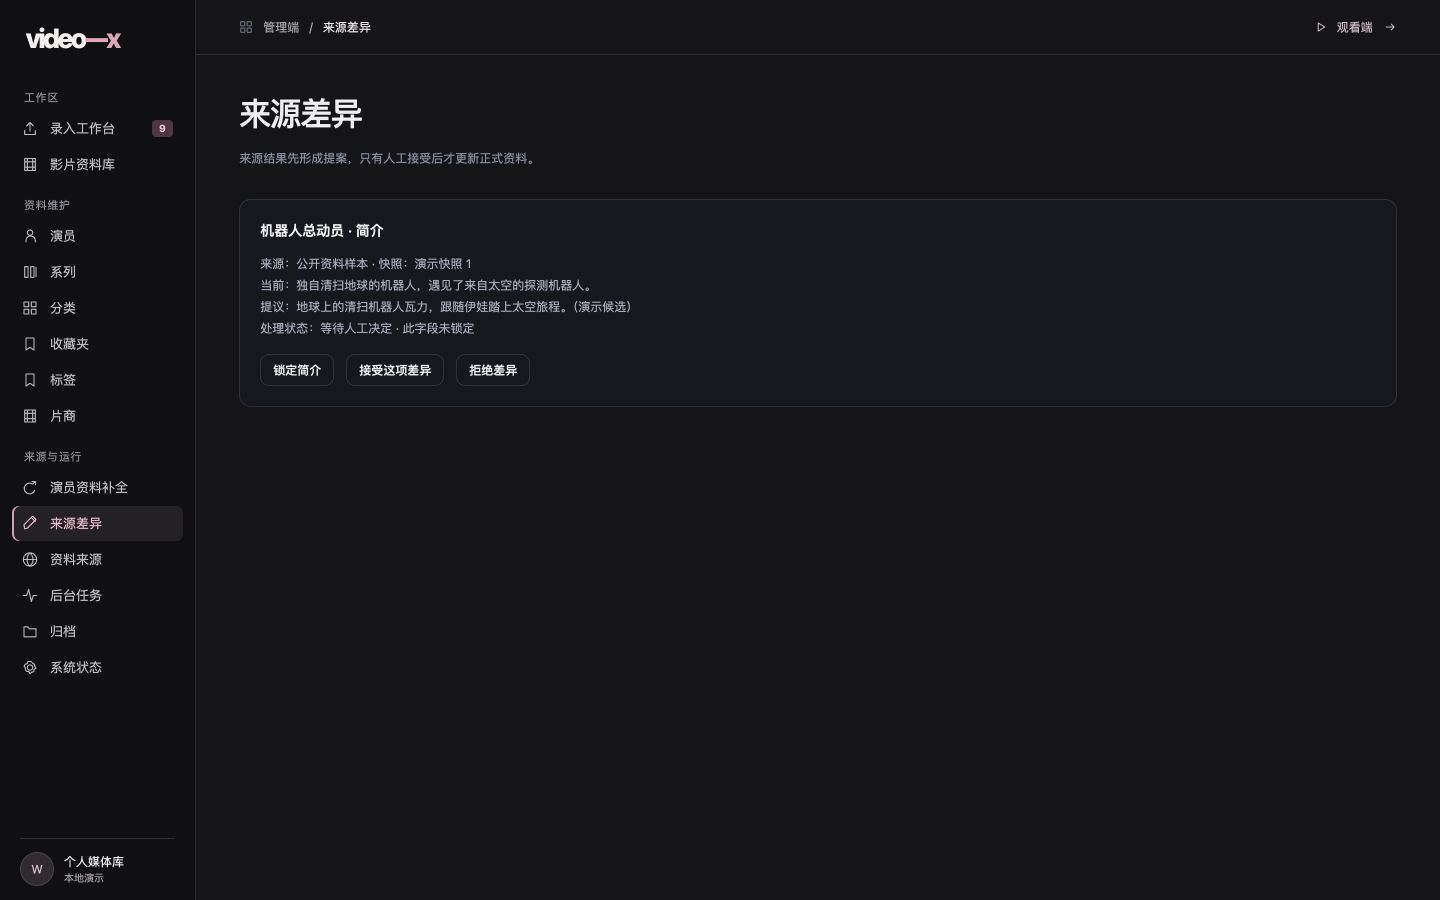 video—x
管理端 / 来源差异
观看端
工作区
录入工作台 9
影片资料库
资料维护
演员
系列
分类
收藏夹
标签
片商
来源与运行
演员资料补全
来源差异
资料来源
后台任务
归档
系统状态
W
个人媒体库
本地演示
来源差异
来源结果先形成提案，只有人工接受后才更新正式资料。
机器人总动员 · 简介
来源：公开资料样本 · 快照：演示快照 1
当前：独自清扫地球的机器人，遇见了来自太空的探测机器人。
提议：地球上的清扫机器人瓦力，跟随伊娃踏上太空旅程。（演示候选）
处理状态：等待人工决定 · 此字段未锁定
锁定简介 接受这项差异 拒绝差异